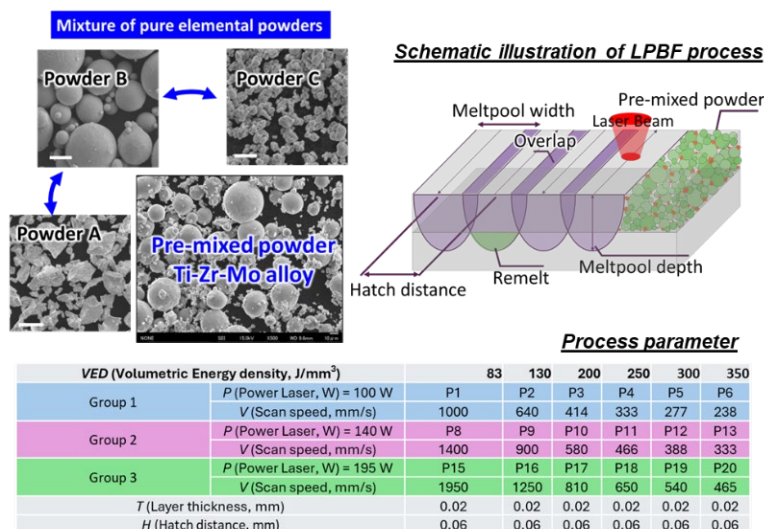 Mixture of pure elemental powders
Powder B
Powder C
Powder A
Pre-mixed powder
Ti-Zr-Mo alloy
Schematic illustration of LPBF process
Pre-mixed powder
Meltpool width
Laser Beam
Overlap
Hatch distance
Remelt
Meltpool depth
Process parameter
VED (Volumetric Energy density, J/mm³) 83 130 200 250 300 350
Group 1 P (Power Laser, W) = 100 W P1 P2 P3 P4 P5 P6
V (Scan speed, mm/s) 1000 640 414 333 277 238
Group 2 P (Power Laser, W) = 140 W P8 P9 P10 P11 P12 P13
V (Scan speed, mm/s) 1400 900 580 466 388 333
Group 3 P (Power Laser, W) = 195 W P15 P16 P17 P18 P19 P20
V (Scan speed, mm/s) 1950 1250 810 650 540 465
T (Layer thickness, mm) 0.02 0.02 0.02 0.02 0.02 0.02
H (Hatch distance, mm) 0.06 0.06 0.06 0.06 0.06 0.06